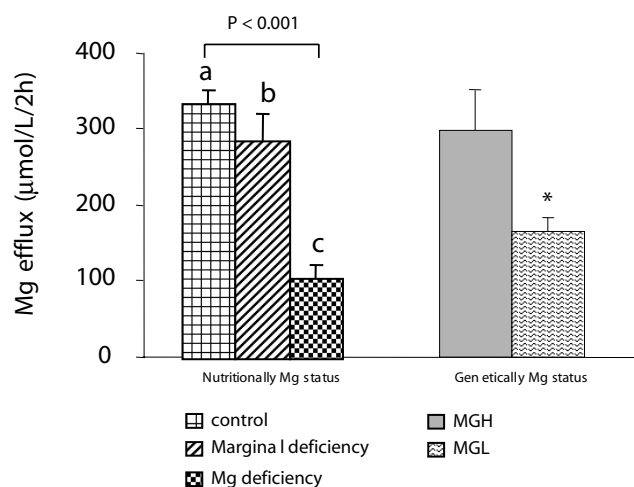 P < 0.001
400
300
200
100
0
Mg efflux (µmol/L/2h)
a
b
c
*
Nutritionally Mg status
Gen etically Mg status
control
Margina l deficiency
Mg deficiency
MGH
MGL